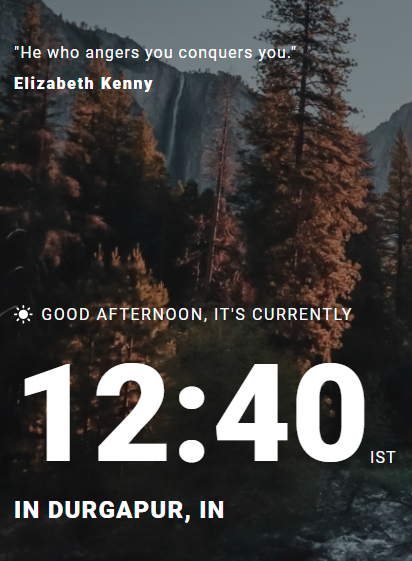 "He who angers you conquers you."
Elizabeth Kenny
GOOD AFTERNOON, IT'S CURRENTLY
12:40 IST
IN DURGAPUR, IN